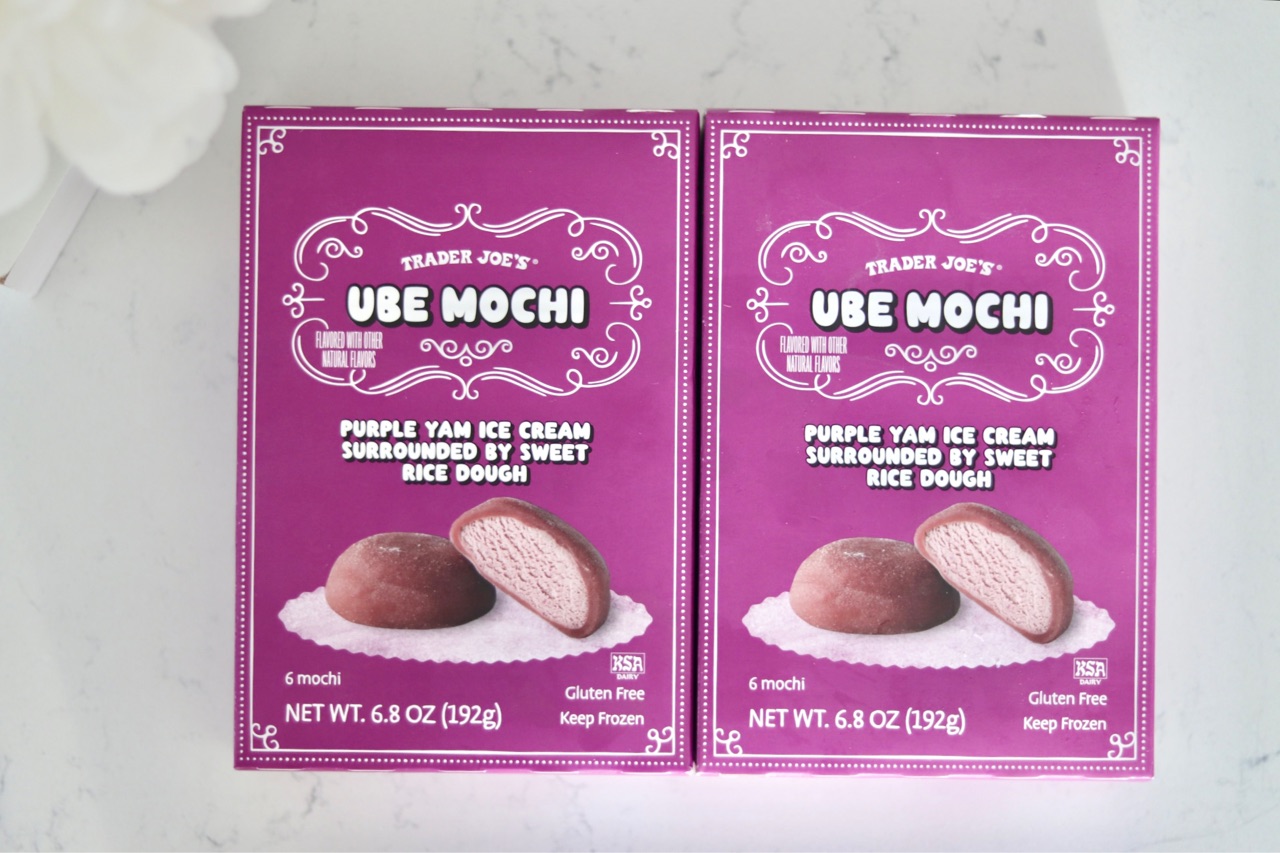 TRADER JOE'S®
UBE MOCHI
FLAVORED WITH OTHER
NATURAL FLAVORS
PURPLE YAM ICE CREAM
SURROUNDED BY SWEET
RICE DOUGH
KSA
DAIRY
6 mochi
Gluten Free
NET WT. 6.8 OZ (192g)
Keep Frozen
TRADER JOE'S®
UBE MOCHI
FLAVORED WITH OTHER
NATURAL FLAVORS
PURPLE YAM ICE CREAM
SURROUNDED BY SWEET
RICE DOUGH
KSA
DAIRY
6 mochi
Gluten Free
NET WT. 6.8 OZ (192g)
Keep Frozen